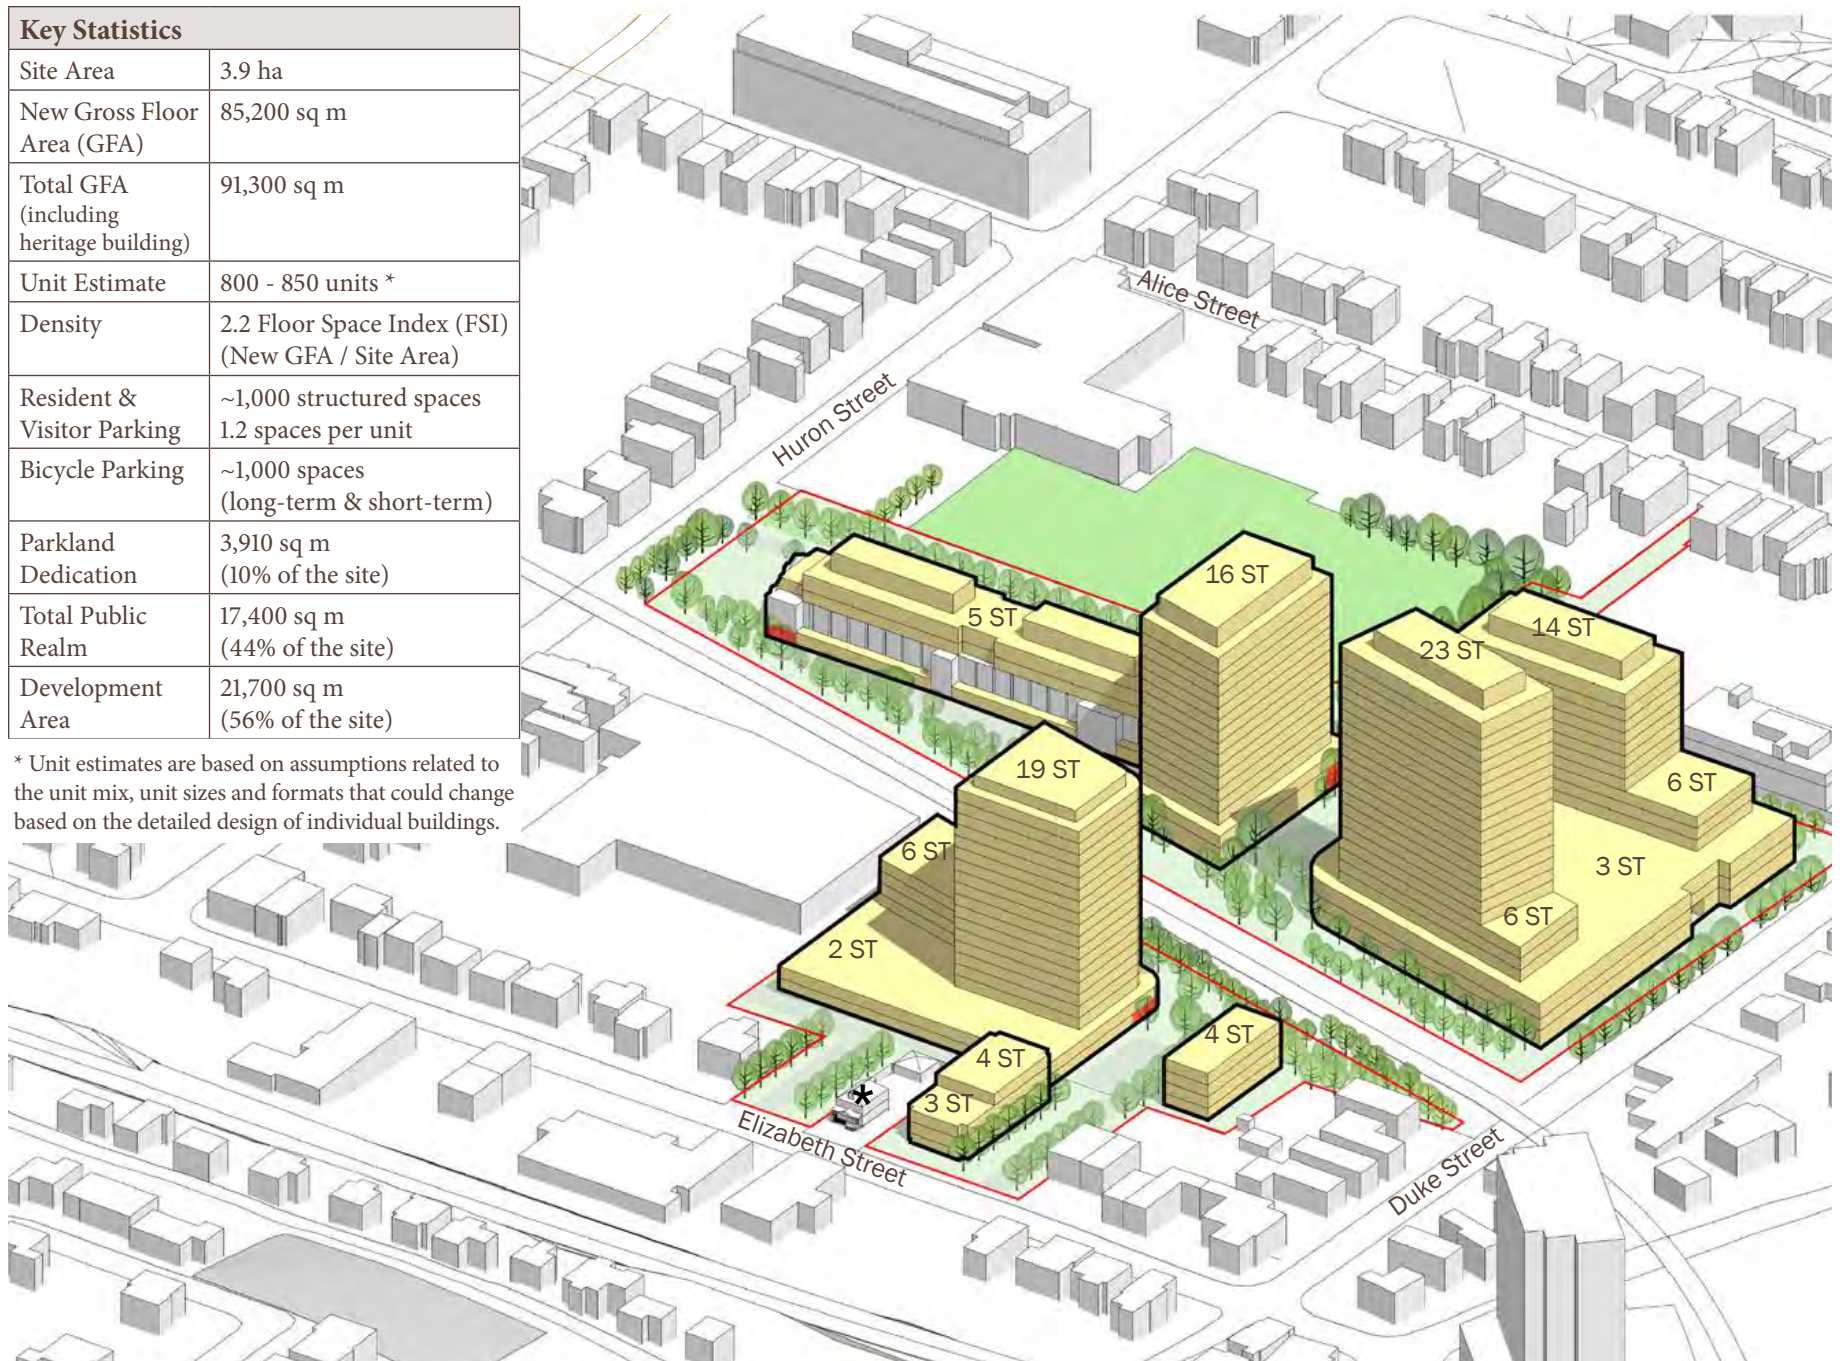 Key Statistics
Site Area 3.9 ha
New Gross Floor 85,200 sq m
Area (GFA)
Total GFA 91,300 sq m
(including
heritage building)
Unit Estimate 800 - 850 units *
Density 2.2 Floor Space Index (FSI)
(New GFA / Site Area)
Resident & ~1,000 structured spaces
Visitor Parking 1.2 spaces per unit
Bicycle Parking ~1,000 spaces
(long-term & short-term)
Parkland 3,910 sq m
Dedication (10% of the site)
Total Public 17,400 sq m
Realm (44% of the site)
Development 21,700 sq m
Area (56% of the site)
* Unit estimates are based on assumptions related to
the unit mix, unit sizes and formats that could change
based on the detailed design of individual buildings.
Alice Street
Huron Street
16 ST
5 ST
14 ST
23 ST
19 ST
6 ST
6 ST
3 ST
6 ST
2 ST
4 ST
4 ST
3 ST
*
Elizabeth Street
Duke Street